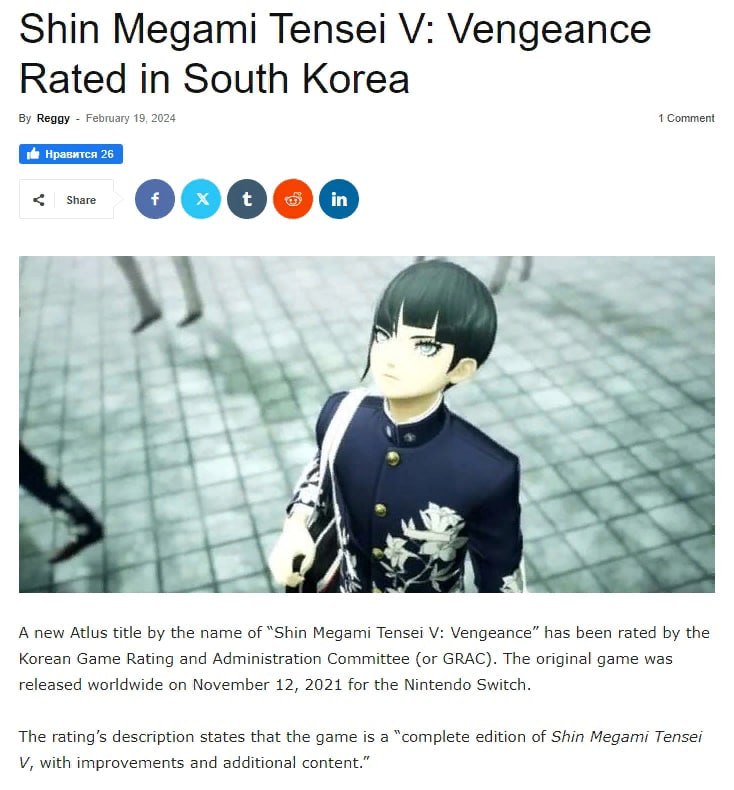 Shin Megami Tensei V: Vengeance
Rated in South Korea
By Reggy - February 19, 2024
1 Comment
Нравится 26
Share
f
X
t
in
A new Atlus title by the name of “Shin Megami Tensei V: Vengeance” has been rated by the
Korean Game Rating and Administration Committee (or GRAC). The original game was
released worldwide on November 12, 2021 for the Nintendo Switch.
The rating’s description states that the game is a “complete edition of Shin Megami Tensei
V, with improvements and additional content.”